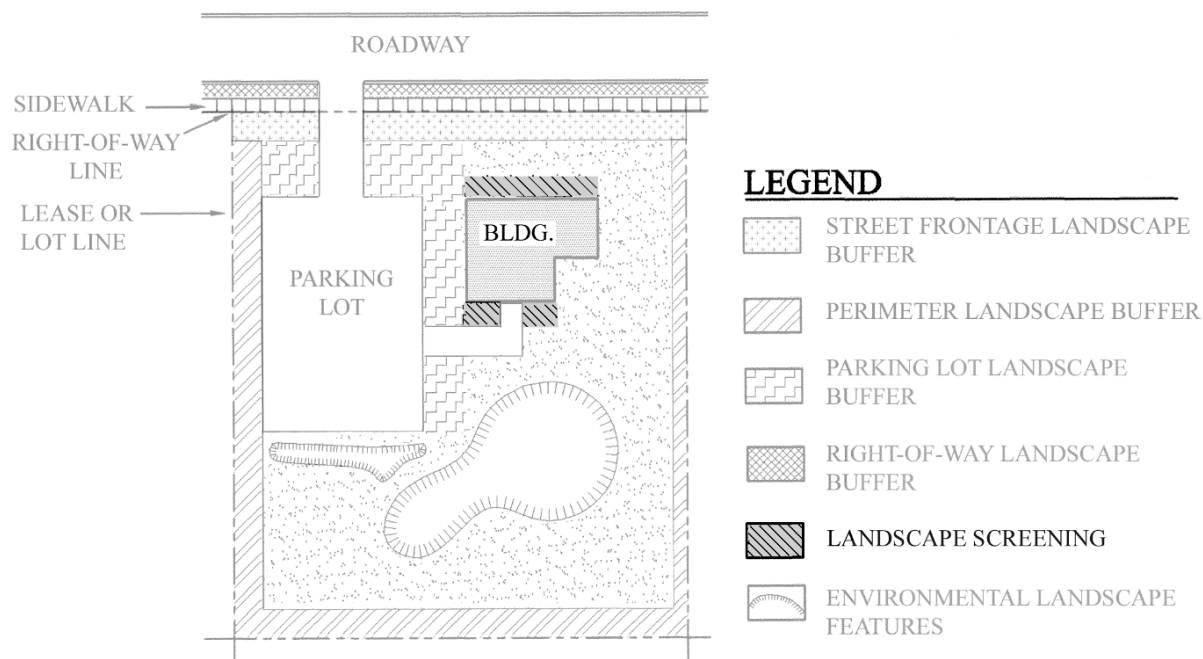 ROADWAY
SIDEWALK
RIGHT-OF-WAY
LINE
LEASE OR
LOT LINE
BLDG.
PARKING
LOT
LEGEND
STREET FRONTAGE LANDSCAPE
BUFFER
PERIMETER LANDSCAPE BUFFER
PARKING LOT LANDSCAPE
BUFFER
RIGHT-OF-WAY LANDSCAPE
BUFFER
LANDSCAPE SCREENING
ENVIRONMENTAL LANDSCAPE
FEATURES